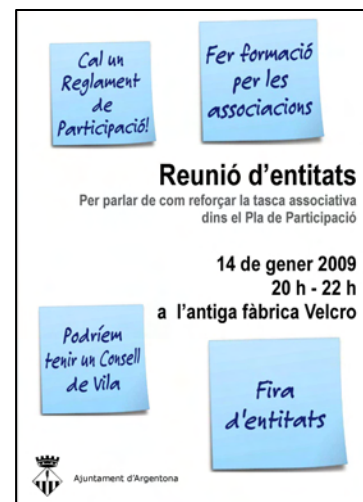 Cal un
Reglament
de
Participació!
Fer formació
per les
associacions
Reunió d'entitats
Per parlar de com reforçar la tasca associativa
dins el Pla de Participació
14 de gener 2009
20 h - 22 h
a l'antiga fàbrica Velcro
Podríem
tenir un Consell
de Vila
Fira
d'entitats
Ajuntament d'Argentona